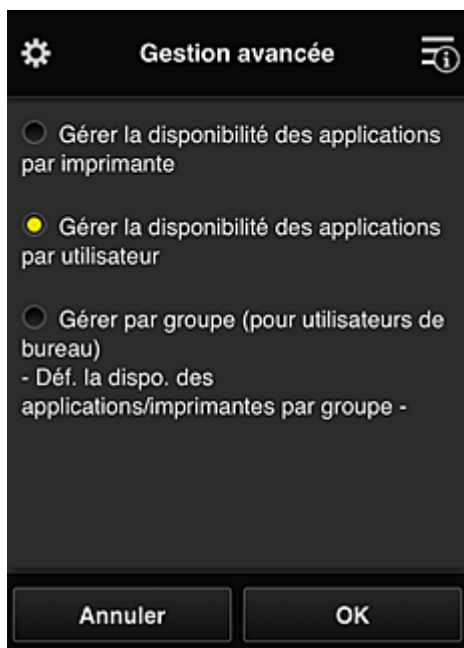 Gestion avancée
Gérer la disponibilité des applications
par imprimante
Gérer la disponibilité des applications
par utilisateur
Gérer par groupe (pour utilisateurs de
bureau)
- Déf. la dispo. des
applications/imprimantes par groupe -
Annuler
OK